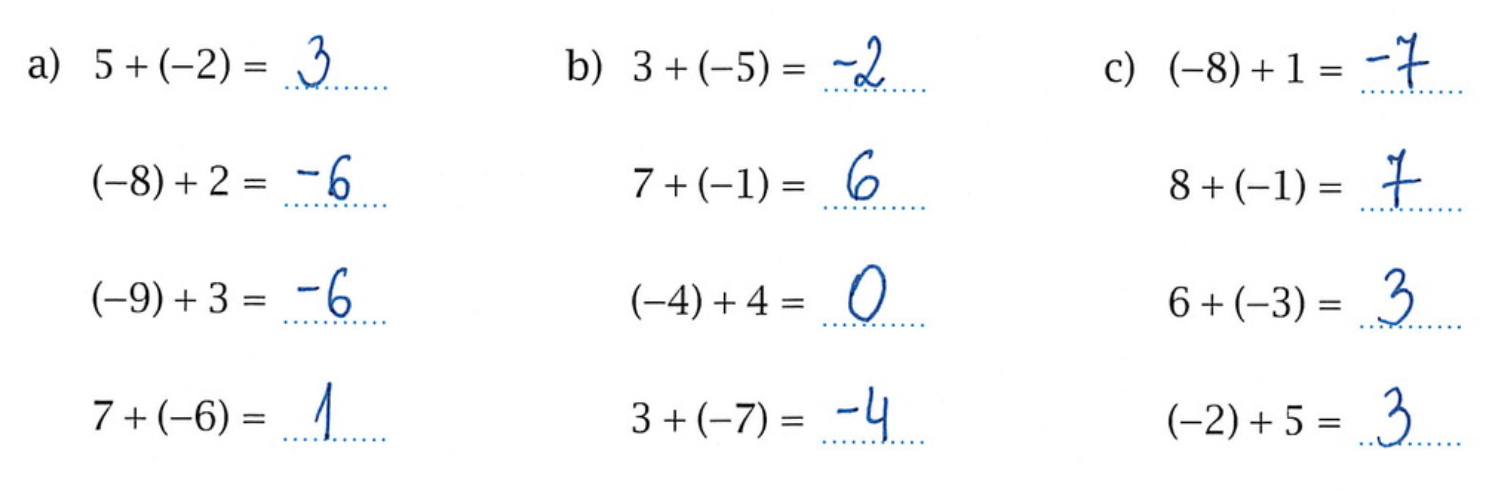 a) 5 + (–2) = 3 b) 3 + (–5) = -2 c) (–8) + 1 = -7
(–8) + 2 = -6 7 + (–1) = 6 8 + (–1) = 7
(–9) + 3 = -6 (–4) + 4 = 0 6 + (–3) = 3
7 + (–6) = 1 3 + (–7) = -4 (–2) + 5 = 3